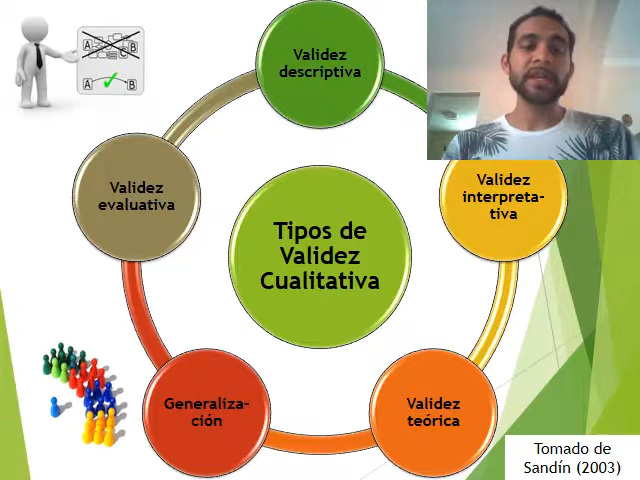 A
B
C
A
B
Validez
descriptiva
Validez
interpreta-
tiva
Validez
teórica
Generaliza-
ción
Validez
evaluativa
Tipos de
Validez
Cualitativa
Tomado de
Sandín (2003)